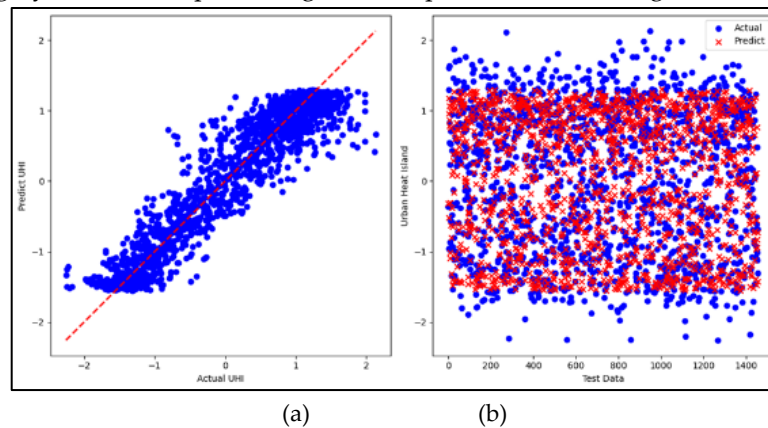 2
1
0
−1
−2
Predict UHI
−2 −1 0 1 2
Actual UHI
Actual
Predict
2
1
0
−1
−2
Urban Heat Island
0 200 400 600 800 1000 1200 1400
Test Data
(a) (b)